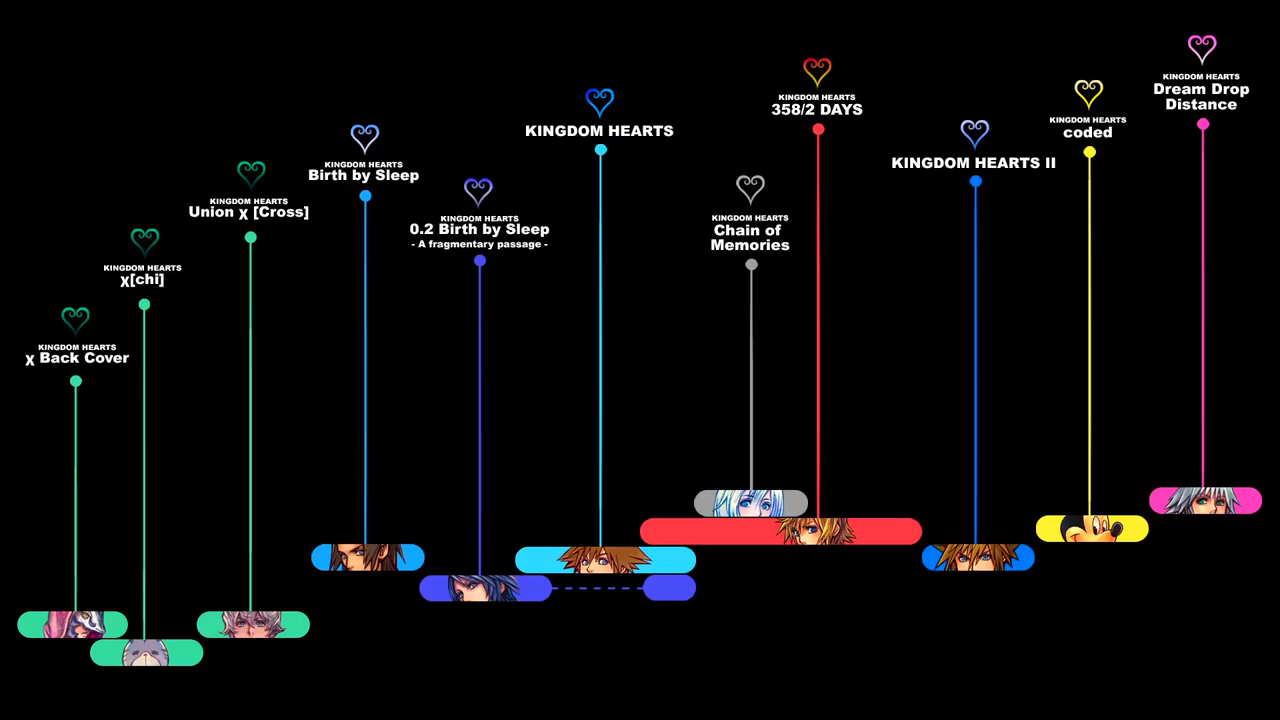 KINGDOM HEARTS
χ Back Cover
KINGDOM HEARTS
χ[chi]
KINGDOM HEARTS
Union χ [Cross]
KINGDOM HEARTS
Birth by Sleep
KINGDOM HEARTS
0.2 Birth by Sleep
- A fragmentary passage -
KINGDOM HEARTS
KINGDOM HEARTS
Chain of
Memories
KINGDOM HEARTS
358/2 DAYS
KINGDOM HEARTS II
KINGDOM HEARTS
coded
KINGDOM HEARTS
Dream Drop
Distance